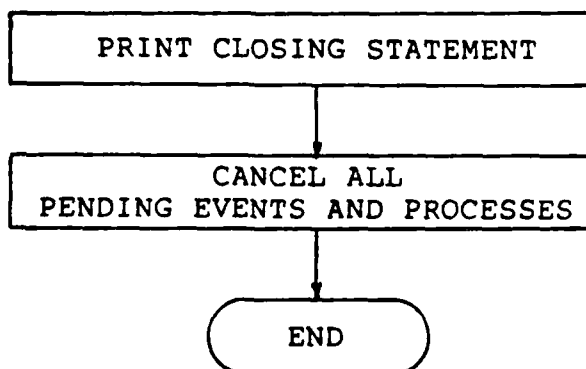 PRINT CLOSING STATEMENT
CANCEL ALL
PENDING EVENTS AND PROCESSES
END